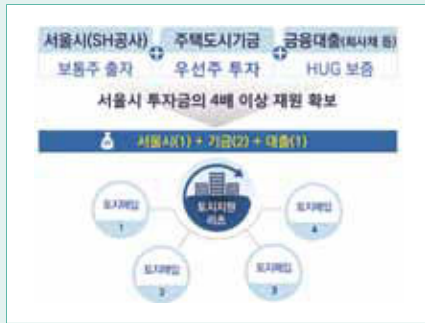 서울시(SH공사) + 주택도시기금 + 금융대출(회사채 등)
보통주 출자 우선주 투자 HUG 보증
서울시 투자금의 4배 이상 재원 확보
서울시(1) + 기금(2) + 대출(1)
토지지원
리츠
토지매입
1
토지매입
4
토지매입
2
토지매입
3